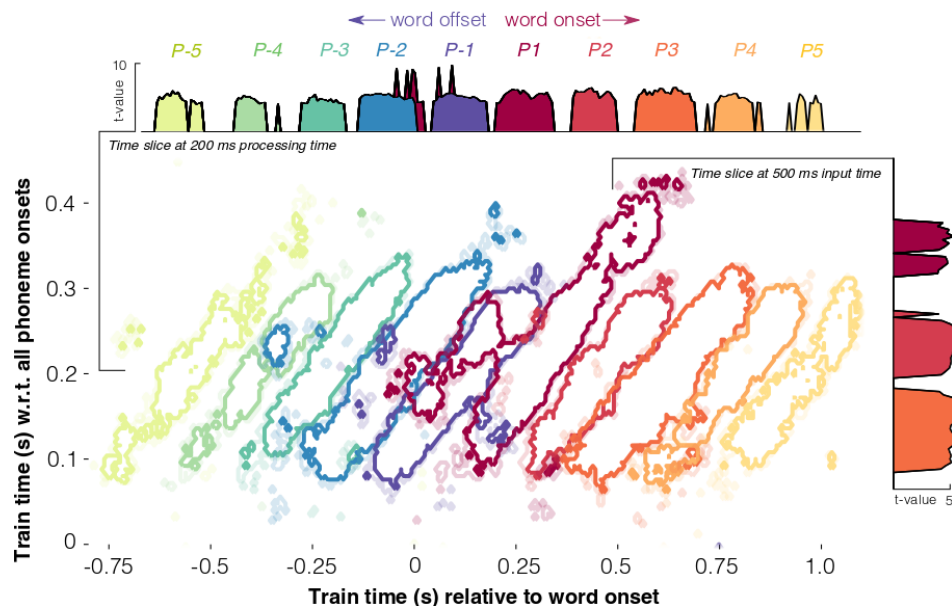 word offset word onset
P-5 P-4 P-3 P-2 P-1 P1 P2 P3 P4 P5
10
t-value
Time slice at 200 ms processing time
Time slice at 500 ms input time
Train time (s) w.r.t. all phoneme onsets
0.4
0.3
0.2
0.1
0
t-value 5
-0.75 -0.5 -0.25 0 0.25 0.5 0.75 1.0
Train time (s) relative to word onset